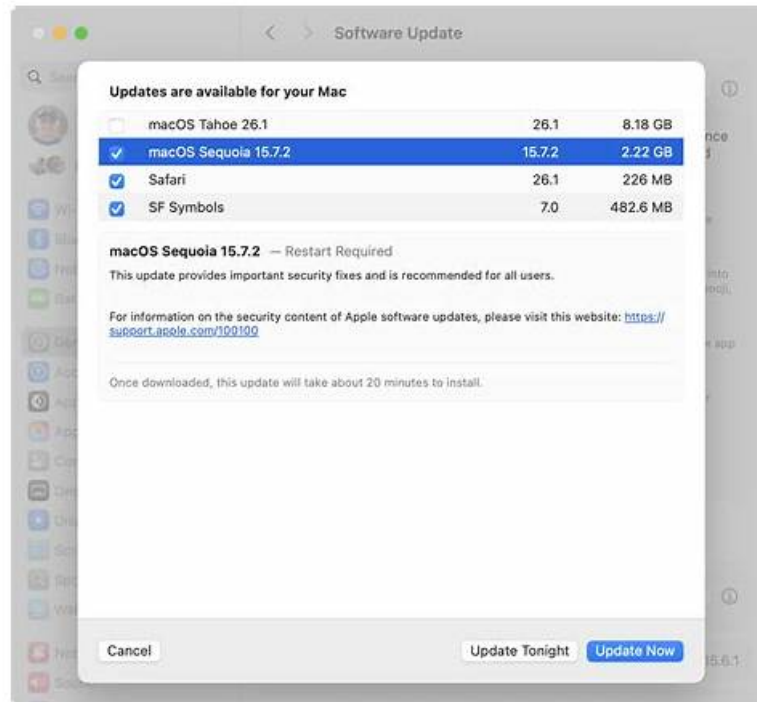 Software Update
Updates are available for your Mac
macOS Tahoe 26.1 26.1 8.18 GB
macOS Sequoia 15.7.2 15.7.2 2.22 GB
Safari 26.1 226 MB
SF Symbols 7.0 482.6 MB
macOS Sequoia 15.7.2 — Restart Required
This update provides important security fixes and is recommended for all users.
For information on the security content of Apple software updates, please visit this website: https://
support.apple.com/100100
Once downloaded, this update will take about 20 minutes to install.
Cancel Update Tonight Update Now
15.6.1